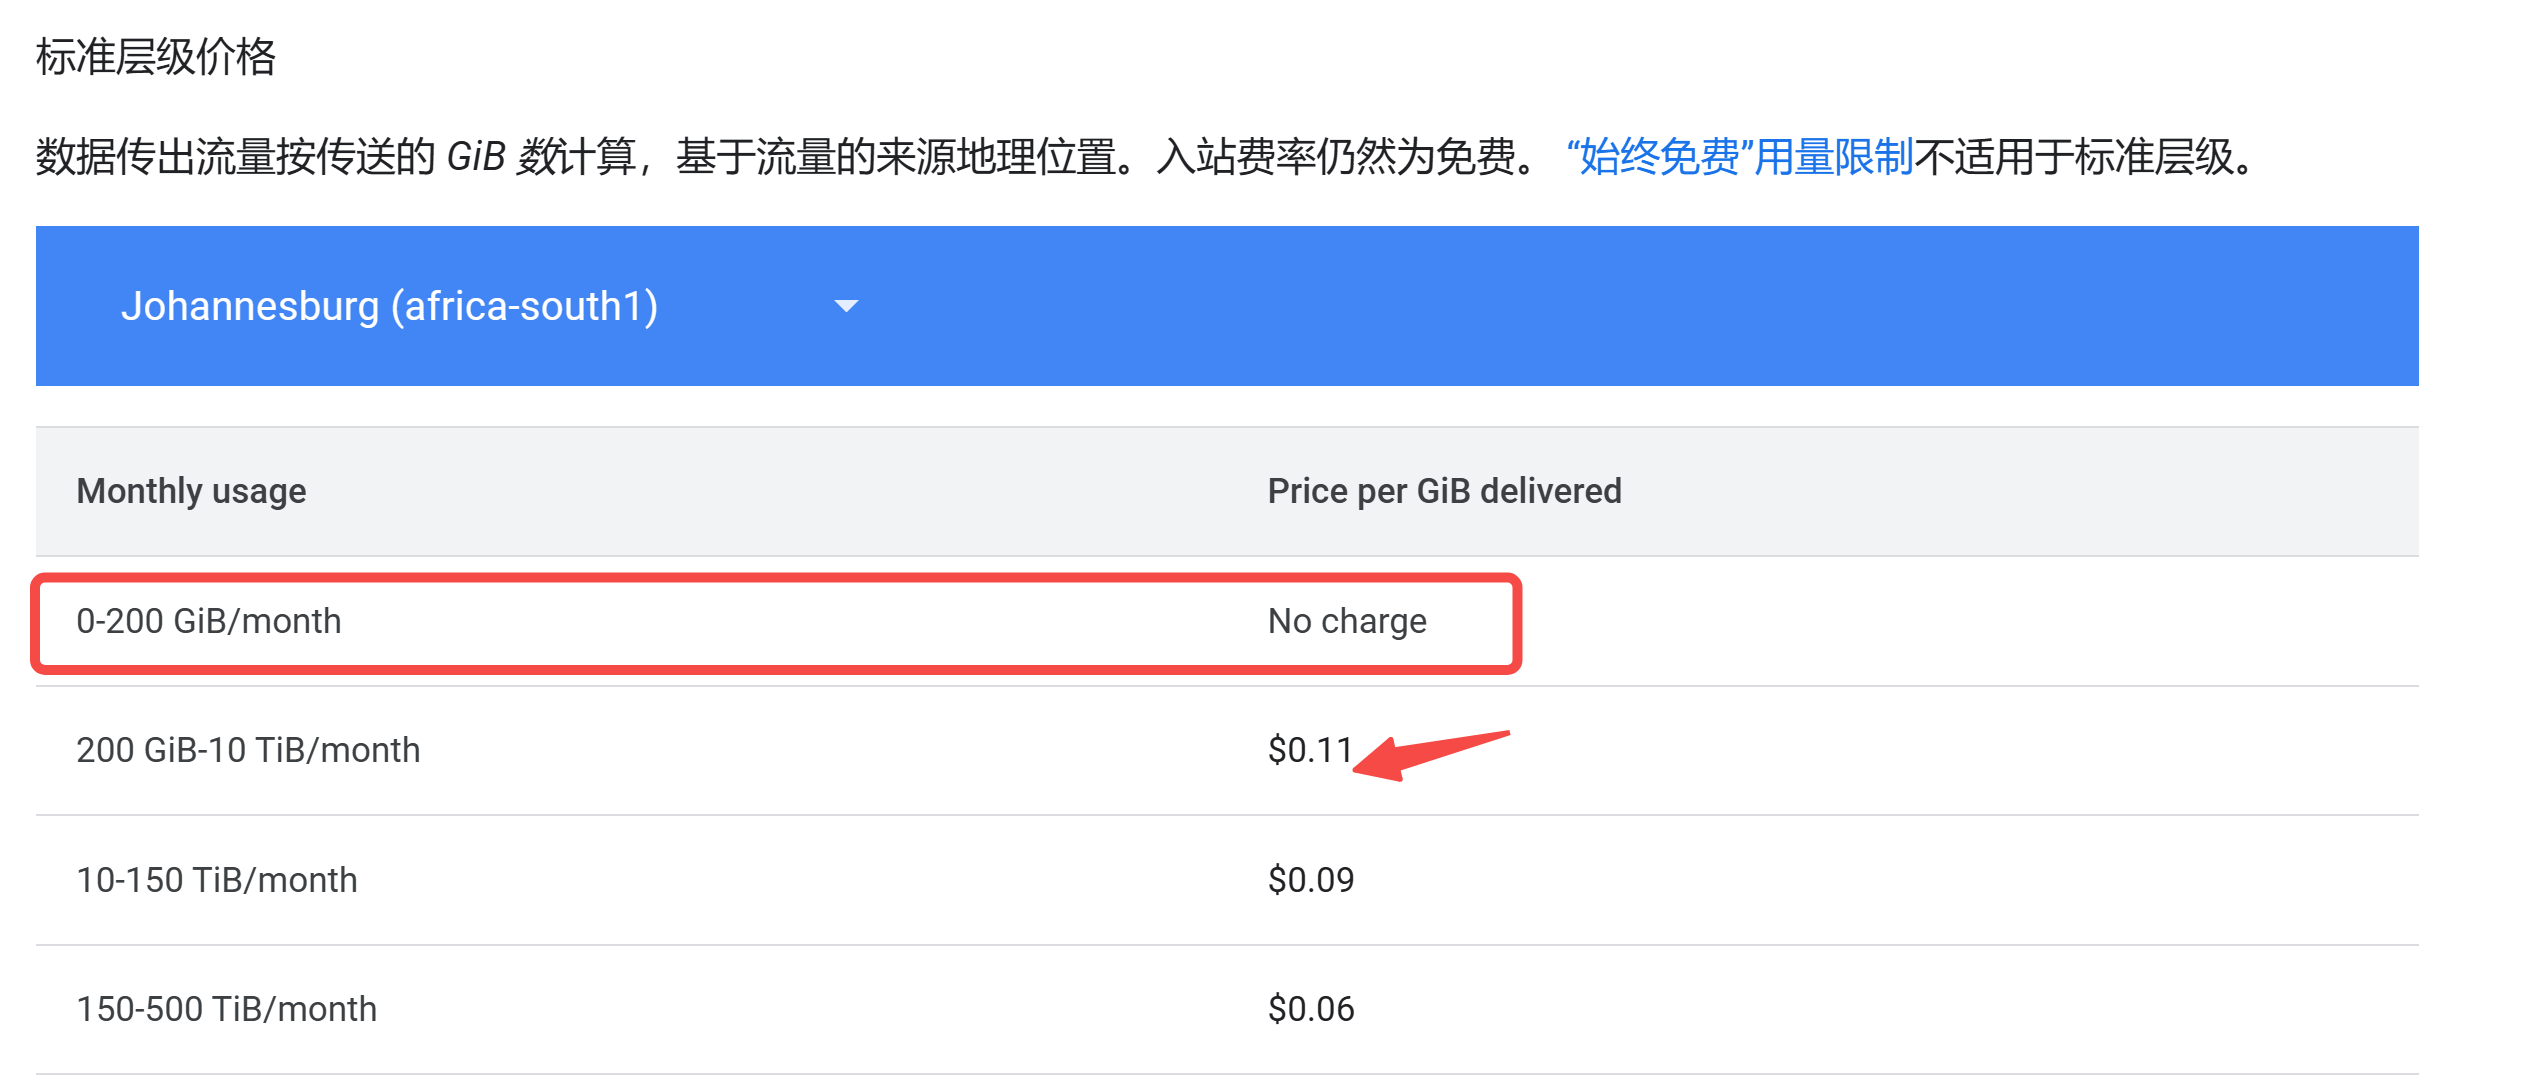 标准层级价格
数据传出流量按传送的 GiB 数计算，基于流量的来源地理位置。入站费率仍然为免费。 “始终免费”用量限制不适用于标准层级。
Johannesburg (africa-south1)
Monthly usage Price per GiB delivered
0-200 GiB/month No charge
200 GiB-10 TiB/month $0.11
10-150 TiB/month $0.09
150-500 TiB/month $0.06